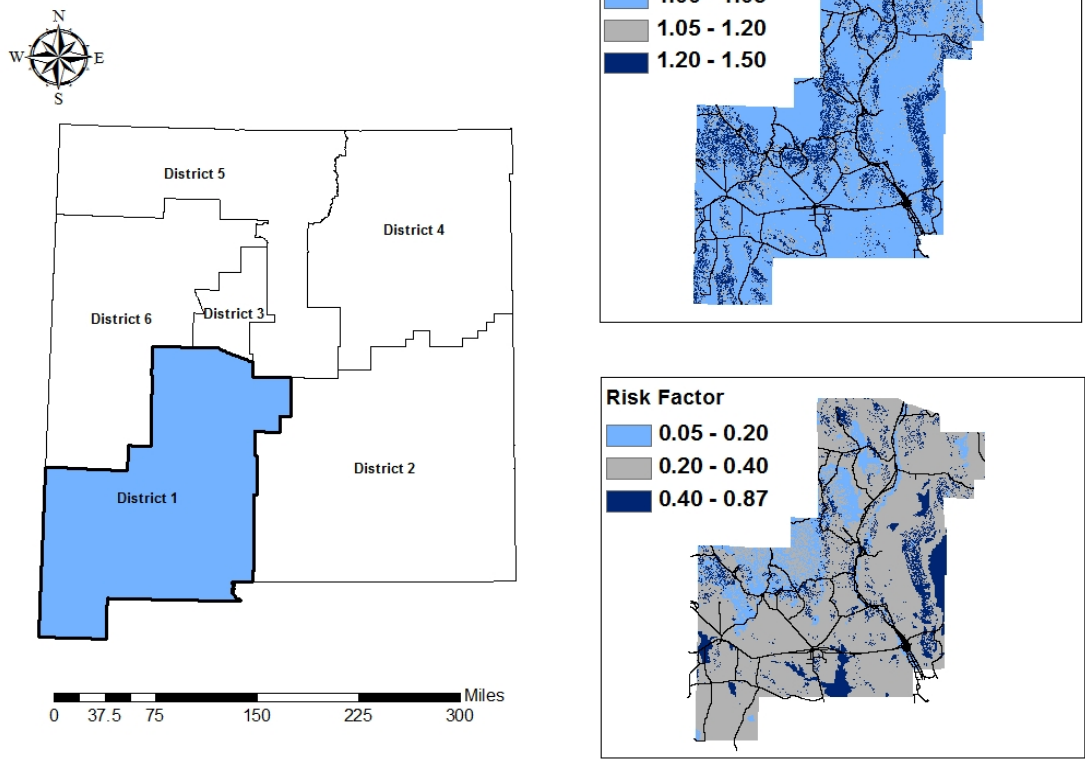 N
W E
S
District 5
District 4
District 6
District 3
District 2
District 1
Miles
0 37.5 75 150 225 300
1.05 - 1.20
1.20 - 1.50
Risk Factor
0.05 - 0.20
0.20 - 0.40
0.40 - 0.87